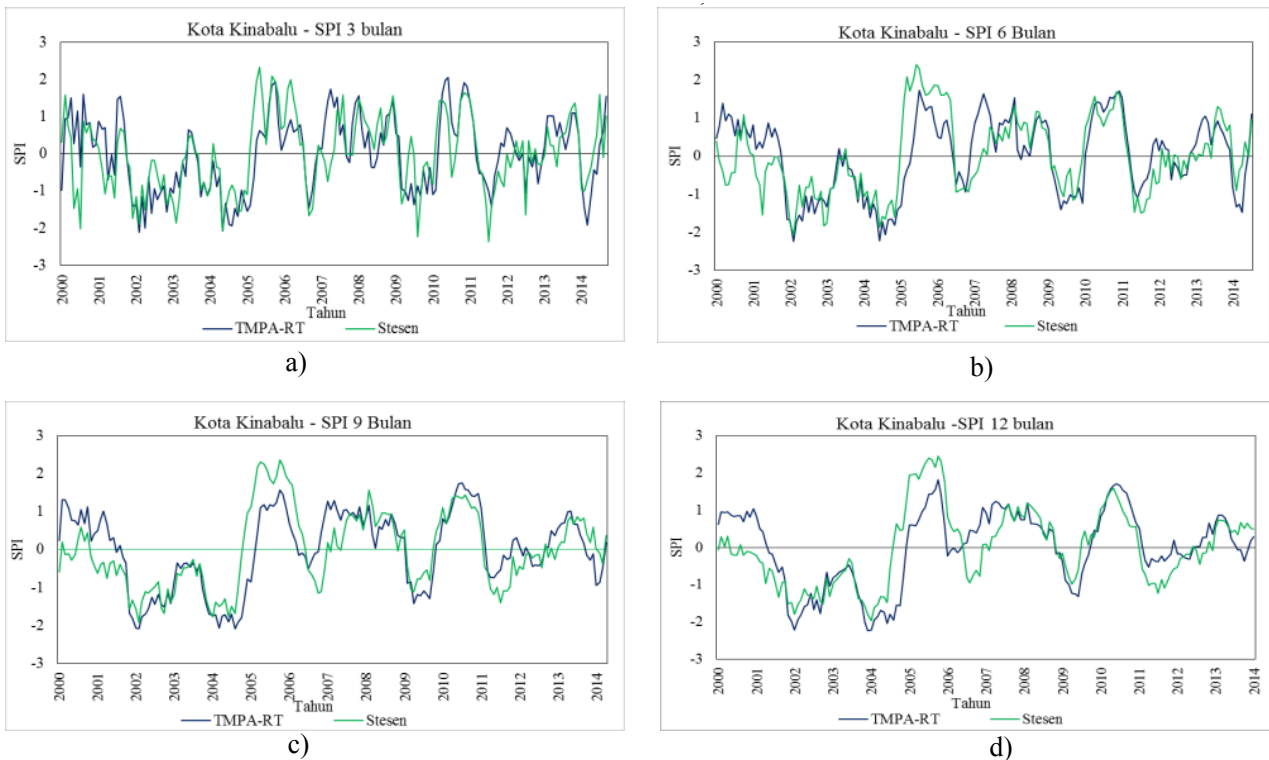 Kota Kinabalu - SPI 3 bulan
3
2
1
0
-1
-2
-3
SPI
2000 2001 2002 2003 2004 2005 2006 2007 2008 2009 2010 2011 2012 2013 2014
Tahun
TMPA-RT Stesen
a)
Kota Kinabalu - SPI 6 Bulan
3
2
1
0
-1
-2
-3
SPI
2000 2001 2002 2003 2004 2005 2006 2007 2008 2009 2010 2011 2012 2013 2014
Tahun
TMPA-RT Stesen
b)
Kota Kinabalu - SPI 9 Bulan
3
2
1
0
-1
-2
-3
SPI
2000 2001 2002 2003 2004 2005 2006 2007 2008 2009 2010 2011 2012 2013 2014
Tahun
TMPA-RT Stesen
c)
Kota Kinabalu -SPI 12 bulan
3
2
1
0
-1
-2
-3
SPI
2000 2001 2002 2003 2004 2005 2006 2007 2008 2009 2010 2011 2012 2013 2014
Tahun
TMPA-RT Stesen
d)